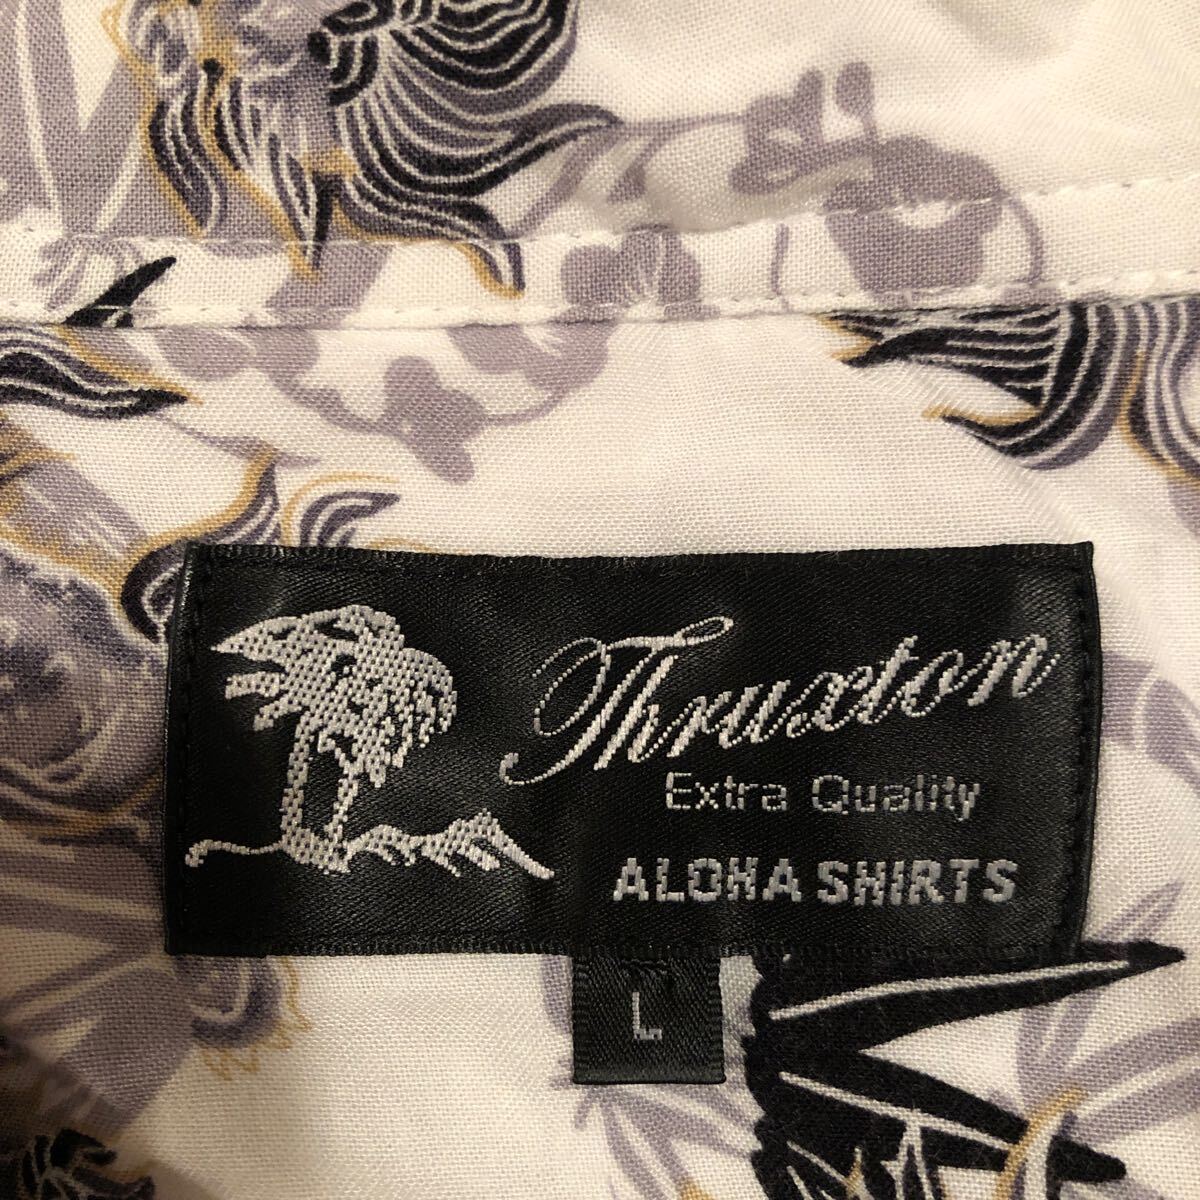 Thruxton
Extra Quality
ALOHA SHIRTS
L